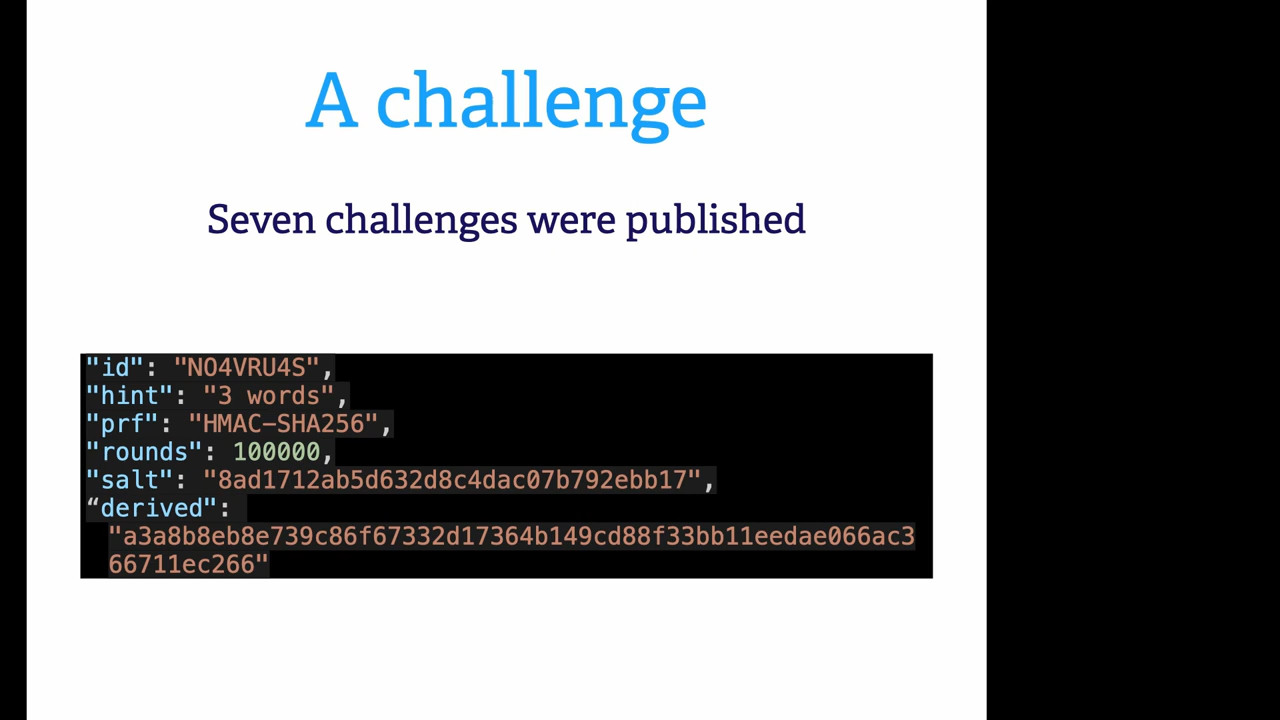 A challenge
Seven challenges were published
"id": "NO4VRU4S",
"hint": "3 words",
"prf": "HMAC-SHA256",
"rounds": 100000,
"salt": "8ad1712ab5d632d8c4dac07b792ebb17",
“derived":
"a3a8b8eb8e739c86f67332d17364b149cd88f33bb11eedae066ac3
66711ec266"